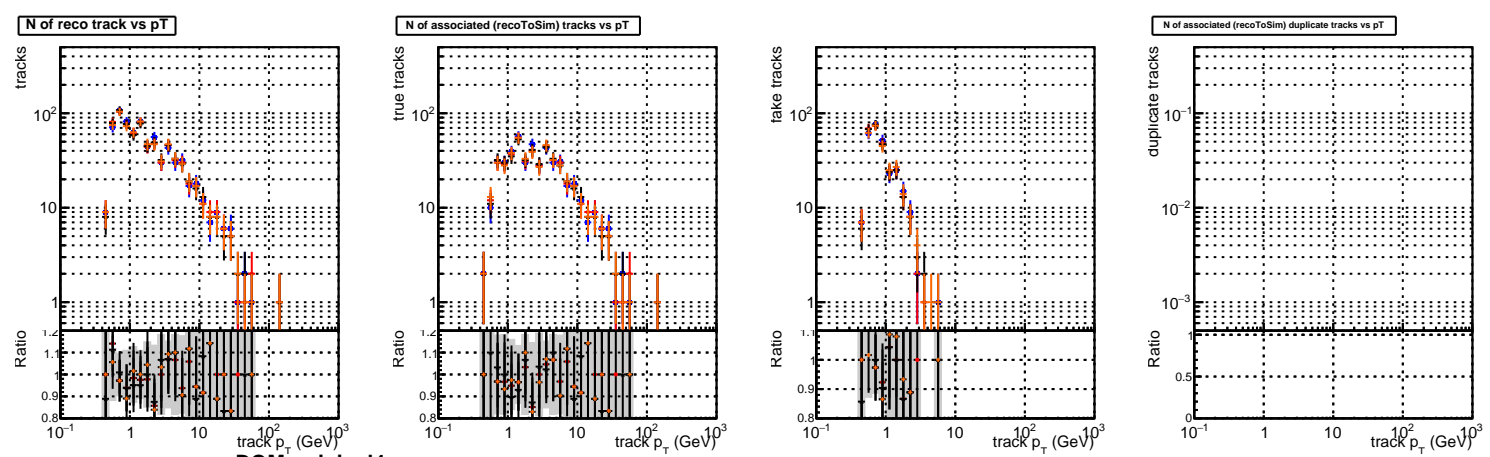 N of reco track vs pT
N of associated (recoToSim) tracks vs pT
N of associated (recoToSim) duplicate tracks vs pT
tracks
10²
10
1
Ratio
1.2
1.1
1
0.9
0.8
10⁻¹ 1 10 10² 10³
track p_T (GeV)
true tracks
10²
10
1
Ratio
1.2
1.1
1
0.9
0.8
10⁻¹ 1 10 10² 10³
track p_T (GeV)
fake tracks
10²
10
1
Ratio
1.1
1
0.9
0.8
10⁻¹ 1 10 10² 10³
track p_T (GeV)
duplicate tracks
10⁻¹
10⁻²
10⁻³
Ratio
1
0.5
0
10⁻¹ 1 10 10² 10³
track p_T (GeV)